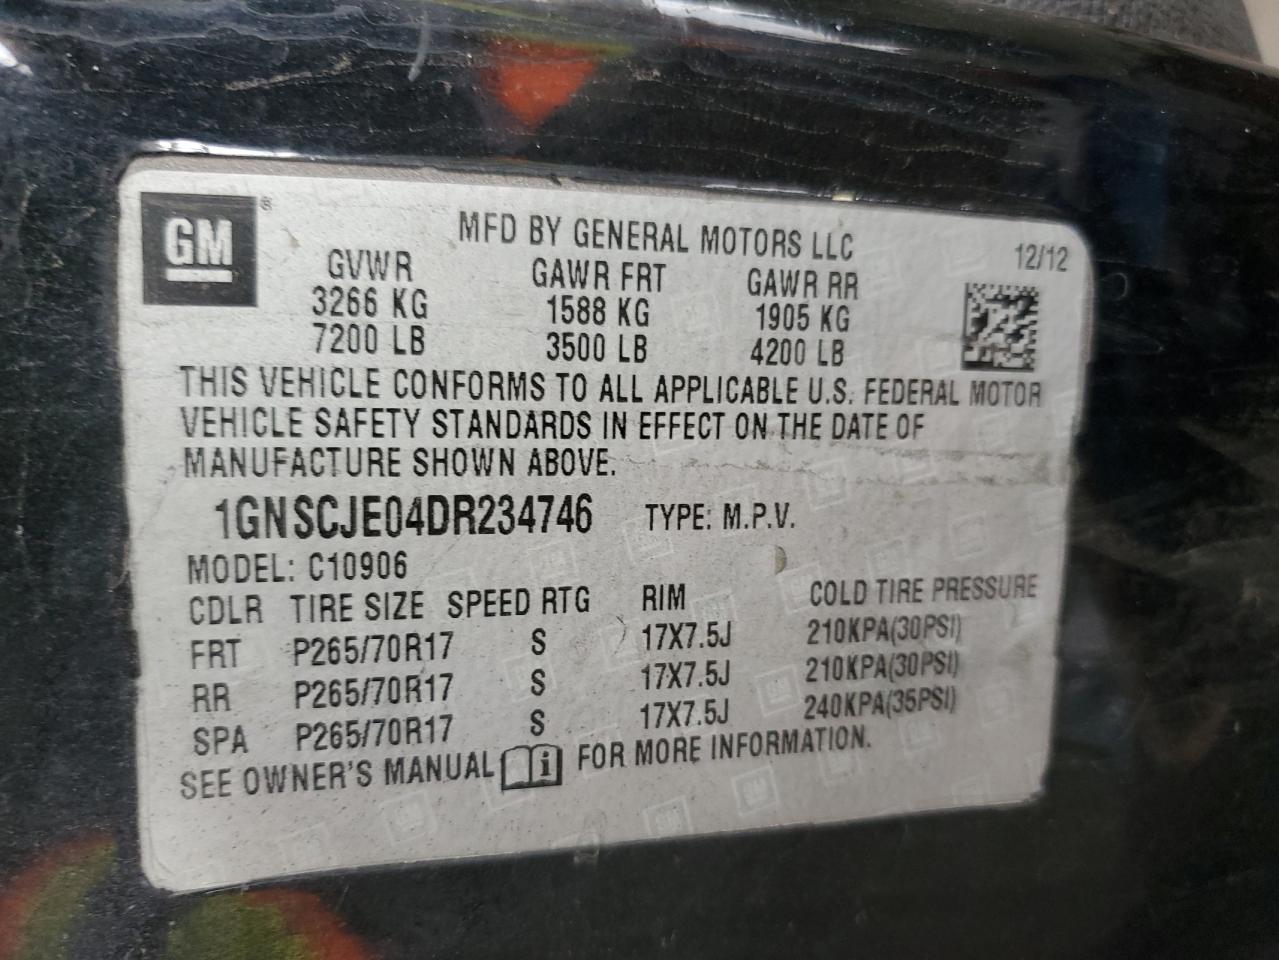 GM®
MFD BY GENERAL MOTORS LLC
12/12
GVWR GAWR FRT GAWR RR
3266 KG 1588 KG 1905 KG
7200 LB 3500 LB 4200 LB
THIS VEHICLE CONFORMS TO ALL APPLICABLE U.S. FEDERAL MOTOR
VEHICLE SAFETY STANDARDS IN EFFECT ON THE DATE OF
MANUFACTURE SHOWN ABOVE.
1GNSCJE04DR234746 TYPE: M.P.V.
MODEL: C10906
CDLR TIRE SIZE SPEED RTG RIM COLD TIRE PRESSURE
FRT P265/70R17 S 17X7.5J 210KPA(30PSI)
RR P265/70R17 S 17X7.5J 210KPA(30PSI)
SPA P265/70R17 S 17X7.5J 240KPA(35PSI)
SEE OWNER'S MANUAL i FOR MORE INFORMATION.